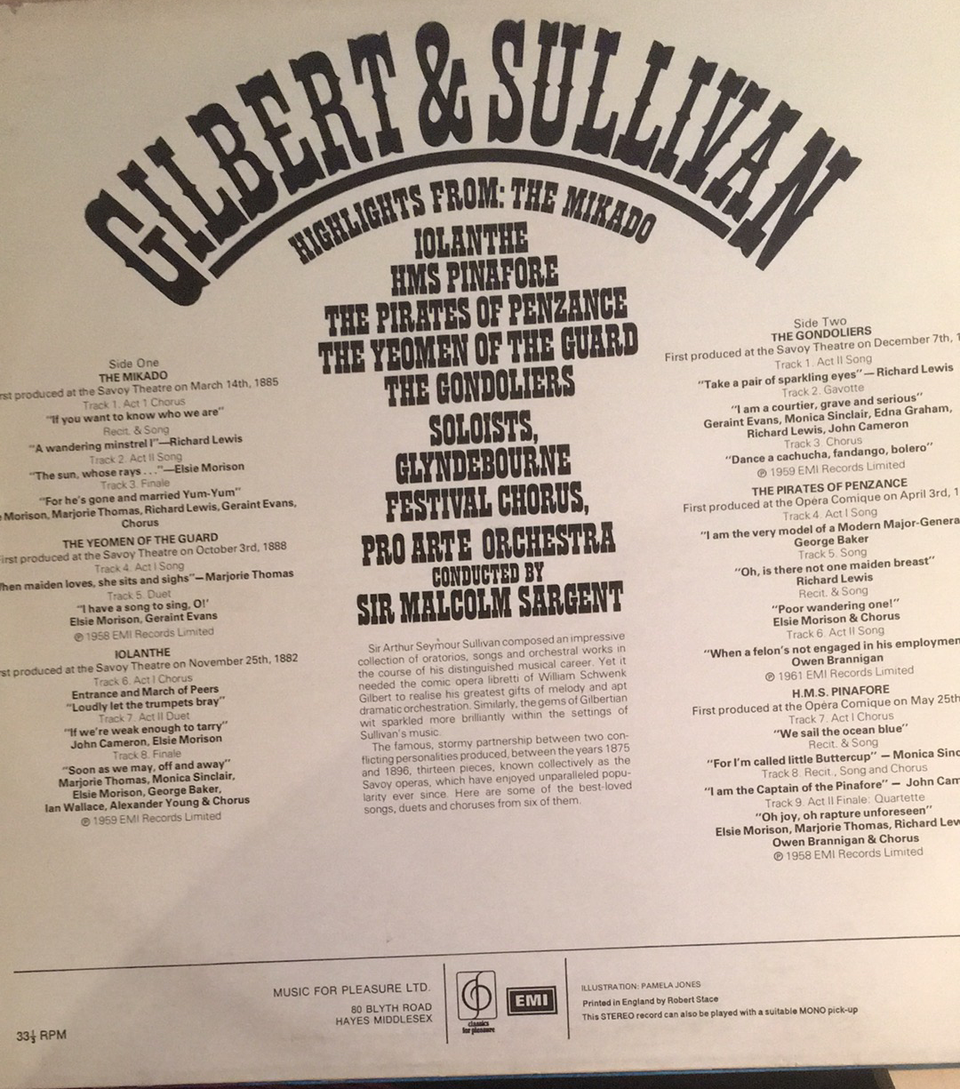 GILBERT & SULLIVAN
HIGHLIGHTS FROM: THE MIKADO
IOLANTHE
HMS PINAFORE
THE PIRATES OF PENZANCE
THE YEOMEN OF THE GUARD
THE GONDOLIERS
SOLOISTS,
GLYNDEBOURNE
FESTIVAL CHORUS,
PRO ARTE ORCHESTRA
CONDUCTED BY
SIR MALCOLM SARGENT
Side One
THE MIKADO
produced at the Savoy Theatre on March 14th, 1885
Track 1. Act 1 Chorus
"If you want to know who we are"
Recit. & Song
"A wandering minstrel I"—Richard Lewis
Track 2. Act II Song
"The sun, whose rays . . ."—Elsie Morison
Track 3. Finale
"For he's gone and married Yum-Yum"
Morison, Marjorie Thomas, Richard Lewis, Geraint Evans,
Chorus
THE YEOMEN OF THE GUARD
First produced at the Savoy Theatre on October 3rd, 1888
Track 4. Act I Song
When maiden loves, she sits and sighs"—Marjorie Thomas
Track 5. Duet
"I have a song to sing, O!'
Elsie Morison, Geraint Evans
℗ 1958 EMI Records Limited
IOLANTHE
produced at the Savoy Theatre on November 25th, 1882
Track 6. Act I Chorus
Entrance and March of Peers
"Loudly let the trumpets bray"
Track 7. Act II Duet
"If we're weak enough to tarry"
John Cameron, Elsie Morison
Track 8. Finale
"Soon as we may, off and away"
Marjorie Thomas, Monica Sinclair,
Elsie Morison, George Baker,
Ian Wallace, Alexander Young & Chorus
℗ 1959 EMI Records Limited
Sir Arthur Seymour Sullivan composed an impressive
collection of oratorios, songs and orchestral works in
the course of his distinguished musical career. Yet it
needed the comic opera libretti of William Schwenk
Gilbert to realise his greatest gifts of melody and apt
dramatic orchestration. Similarly, the gems of Gilbertian
wit sparkled more brilliantly within the settings of
Sullivan's music.
The famous, stormy partnership between two con-
flicting personalities produced, between the years 1875
and 1896, thirteen pieces, known collectively as the
Savoy operas, which have enjoyed unparalleled popu-
larity ever since. Here are some of the best-loved
songs, duets and choruses from six of them.
Side Two
THE GONDOLIERS
First produced at the Savoy Theatre on December 7th,
Track 1. Act II Song
"Take a pair of sparkling eyes"—Richard Lewis
Track 2. Gavotte
"I am a courtier, grave and serious"
Geraint Evans, Monica Sinclair, Edna Graham,
Richard Lewis, John Cameron
Track 3. Chorus
"Dance a cachucha, fandango, bolero"
℗ 1959 EMI Records Limited
THE PIRATES OF PENZANCE
First produced at the Opéra Comique on April 3rd,
Track 4. Act I Song
"I am the very model of a Modern Major-Genera
George Baker
Track 5. Song
"Oh, is there not one maiden breast"
Richard Lewis
Recit. & Song
"Poor wandering one!"
Elsie Morison & Chorus
Track 6. Act II Song
"When a felon's not engaged in his employmen
Owen Brannigan
℗ 1961 EMI Records Limited
H.M.S. PINAFORE
First produced at the Opéra Comique on May 25th
Track 7. Act I Chorus
"We sail the ocean blue"
Recit. & Song
"For I'm called little Buttercup" — Monica Sinc
Track 8. Recit., Song and Chorus
"I am the Captain of the Pinafore" — John Cam
Track 9. Act II Finale: Quartette
"Oh joy, oh rapture unforeseen"
Elsie Morison, Marjorie Thomas, Richard Lew
Owen Brannigan & Chorus
℗ 1958 EMI Records Limited
33⅓ RPM
MUSIC FOR PLEASURE LTD.
80 BLYTH ROAD
HAYES MIDDLESEX
classics
for pleasure
EMI
ILLUSTRATION: PAMELA JONES
Printed in England by Robert Stace
This STEREO record can also be played with a suitable MONO pick-up